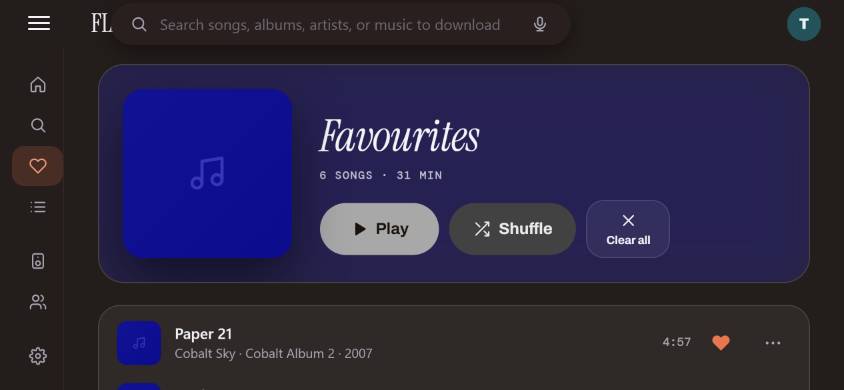 FL
Search songs, albums, artists, or music to download
T
Favourites
6 SONGS · 31 MIN
Play
Shuffle
Clear all
Paper 21
Cobalt Sky · Cobalt Album 2 · 2007
4:57